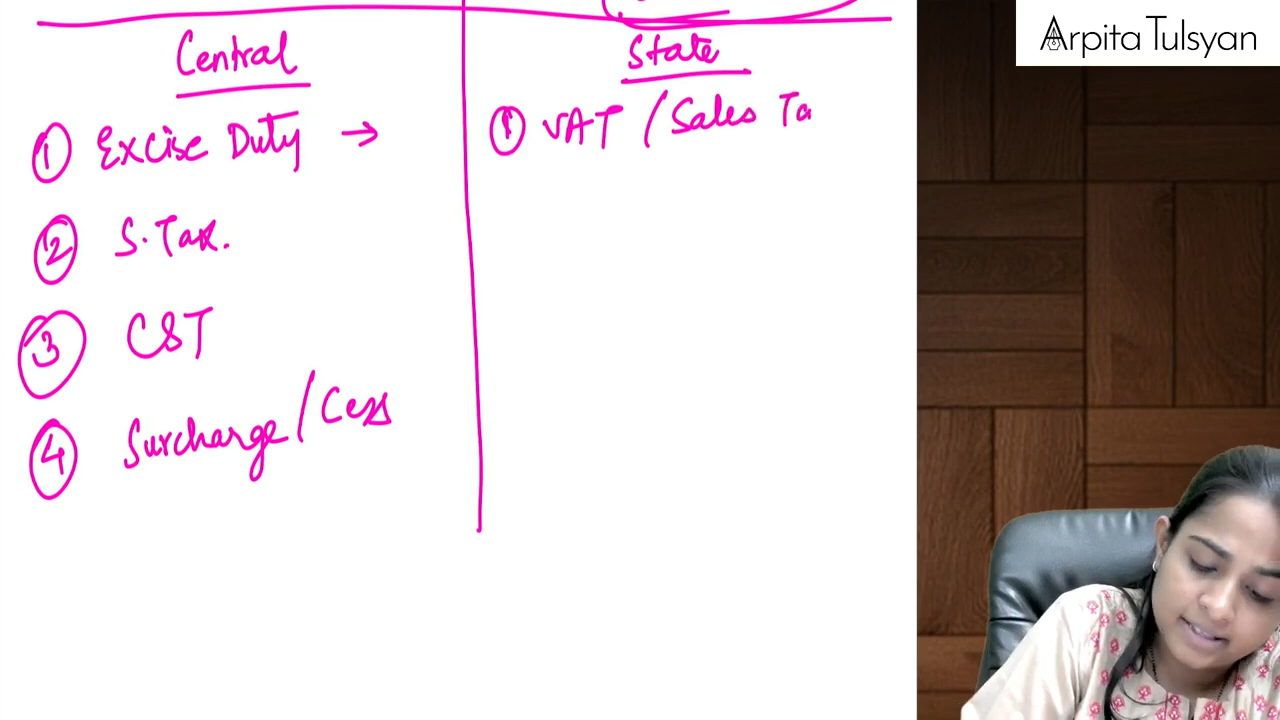 Arpita Tulsyan
Central
State
① Excise Duty →
① VAT / Sales Ta
② S. Tax.
③ CST
④ Surcharge / Cess